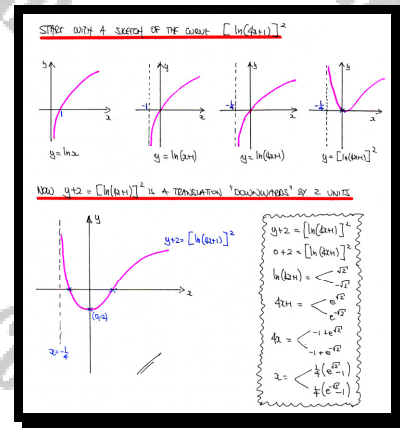 START WITH A SKETCH OF THE CURVE [ln(4x+1)]²
y
y
y
y
1
-1
-1/4
-1/4
x
x
x
x
y = ln x
y = ln(x+1)
y = ln(4x+1)
y = [ln(4x+1)]²
NOW y+2 = [ln(4x+1)]² IS A TRANSLATION "DOWNWARDS" BY 2 UNITS
y
y+2 = [ln(4x+1)]²
x
(0,-2)
x = -1/4
y+2 = [ln(4x+1)]²
0+2 = [ln(4x+1)]²
ln(4x+1) = < √2
-√2
4x+1 = < e^√2
e^-√2
4x = < -1+e^√2
-1+e^-√2
x = < 1/4(e^√2-1)
1/4(e^-√2-1)